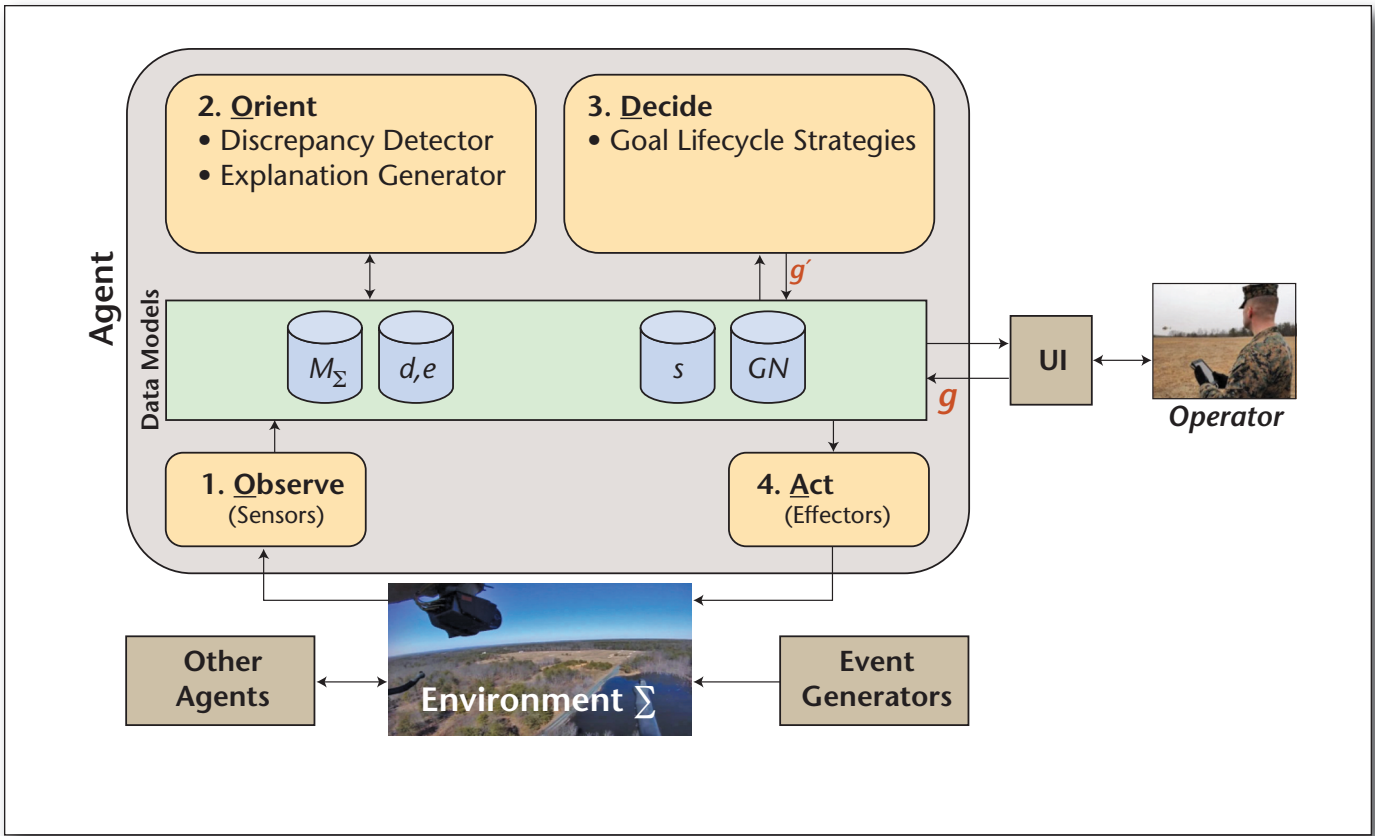 2. Orient
• Discrepancy Detector
• Explanation Generator
3. Decide
• Goal Lifecycle Strategies
Agent
Data Models
g′
M_Σ
d,e
s
GN
UI
g
Operator
1. Observe
(Sensors)
4. Act
(Effectors)
Other
Agents
Environment Σ
Event
Generators